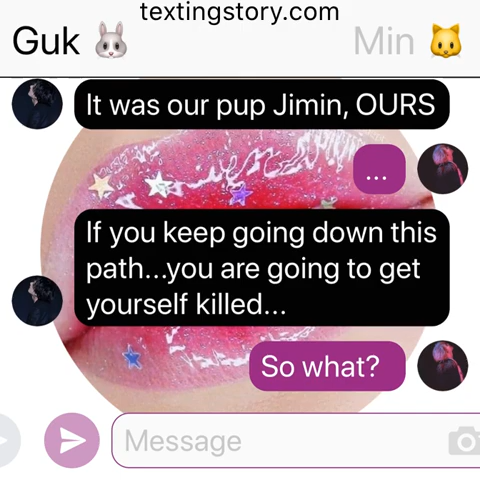 textingstory.com
Guk 🐰 Min 🐱
It was our pup Jimin, OURS
...
If you keep going down this
path...you are going to get
yourself killed...
So what?
Message